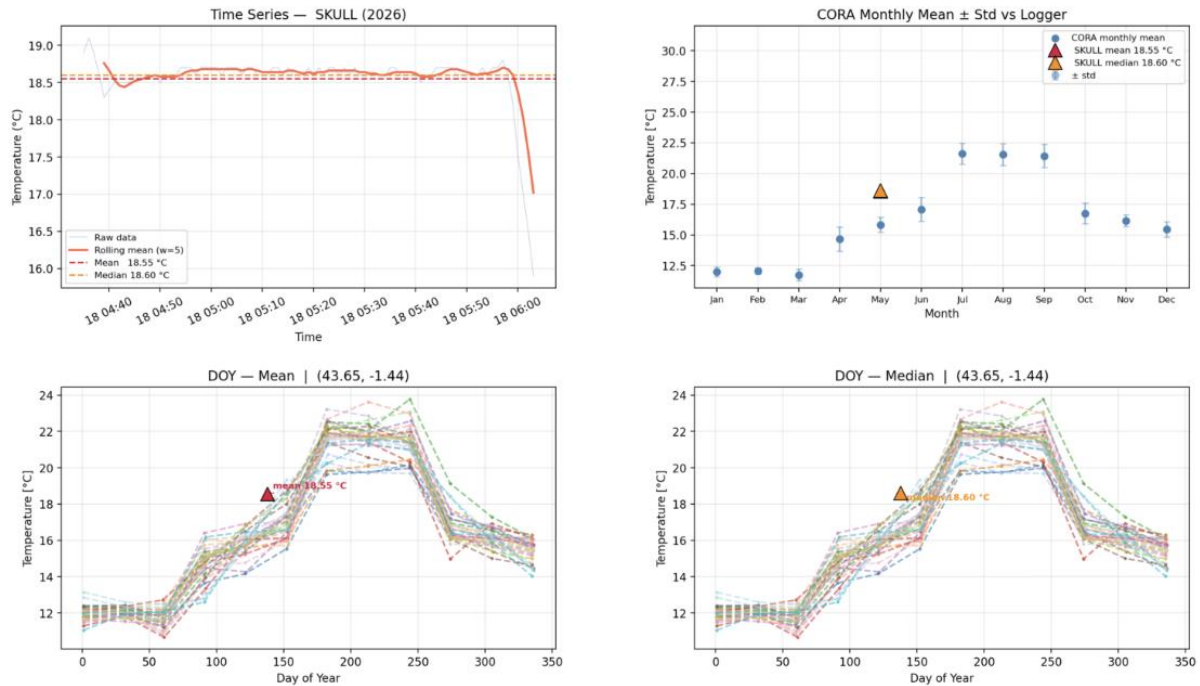 Time Series — SKULL (2026)
Temperature (°C)
19.0
18.5
18.0
17.5
17.0
16.5
16.0
Raw data
Rolling mean (w=5)
Mean 18.55 °C
Median 18.60 °C
18 04:40
18 04:50
18 05:00
18 05:10
18 05:20
18 05:30
18 05:40
18 05:50
18 06:00
Time
CORA Monthly Mean ± Std vs Logger
Temperature [°C]
30.0
27.5
25.0
22.5
20.0
17.5
15.0
12.5
CORA monthly mean
SKULL mean 18.55 °C
SKULL median 18.60 °C
± std
Jan Feb Mar Apr May Jun Jul Aug Sep Oct Nov Dec
Month
DOY — Mean | (43.65, -1.44)
Temperature [°C]
24
22
20
18
16
14
12
mean 18.55 °C
0 50 100 150 200 250 300 350
Day of Year
DOY — Median | (43.65, -1.44)
Temperature [°C]
24
22
20
18
16
14
12
median 18.60 °C
0 50 100 150 200 250 300 350
Day of Year